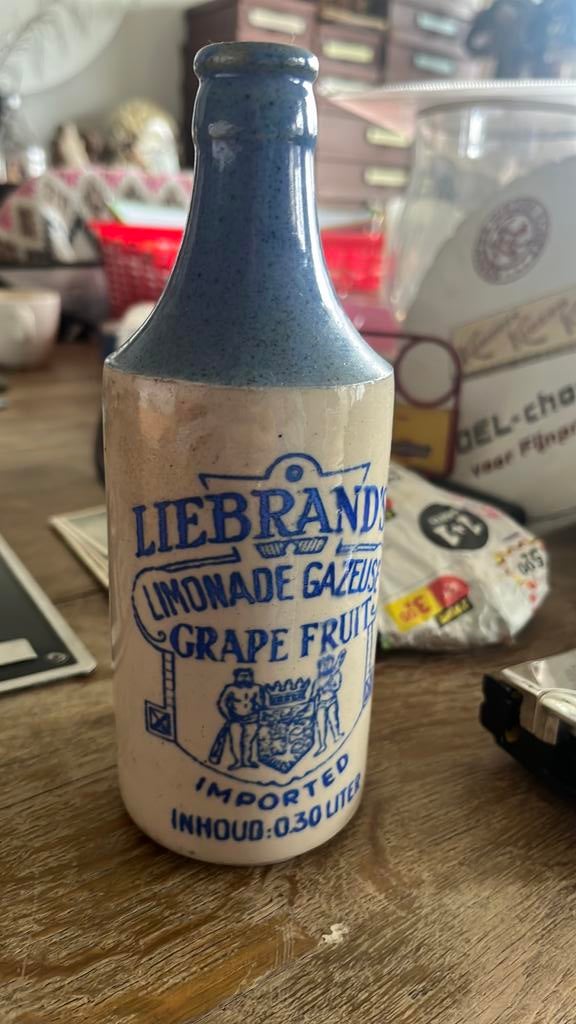 LIEBRAND'S
LIMONADE GAZEUSE
GRAPE FRUIT
IMPORTED
INHOUD: 0.30 LITER